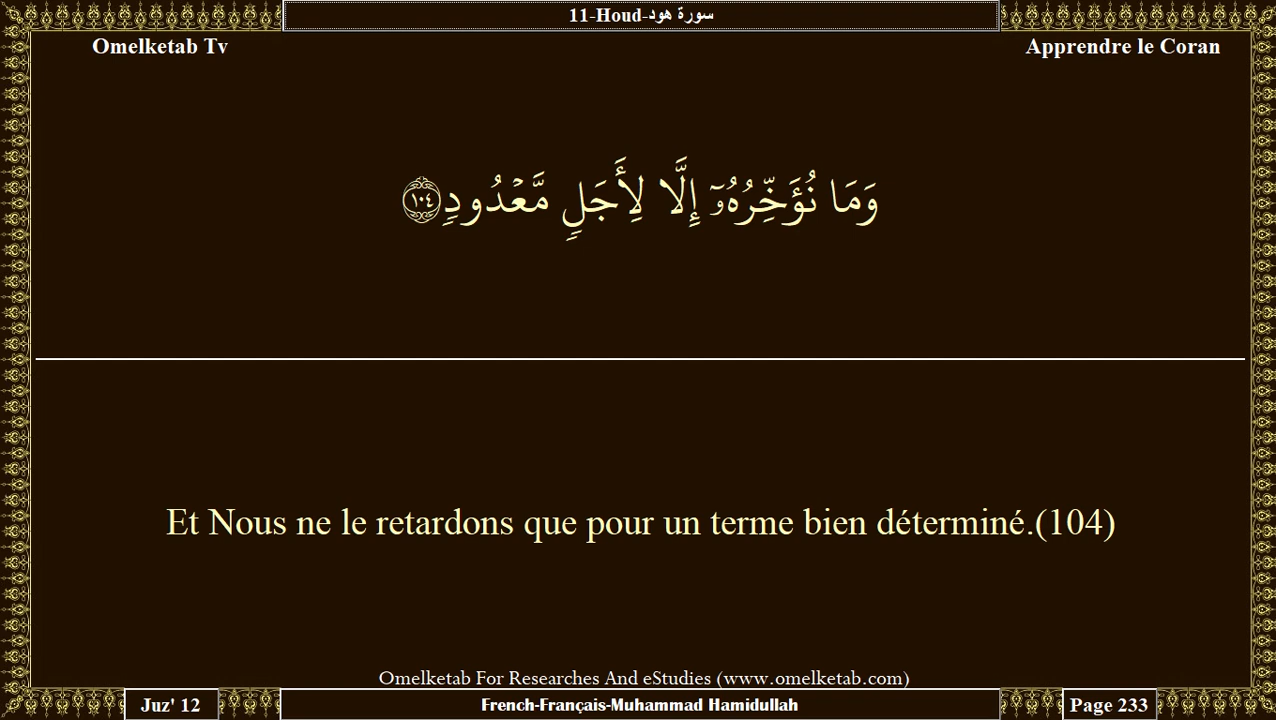 11-Houd-سورة هود
Omelketab Tv
Apprendre le Coran
وَمَا نُؤَخِّرُهُۥٓ إِلَّا لِأَجَلٖ مَّعۡدُودٖ ١٠٤
Et Nous ne le retardons que pour un terme bien déterminé.(104)
Omelketab For Researches And eStudies (www.omelketab.com)
Juz' 12
French-Français-Muhammad Hamidullah
Page 233